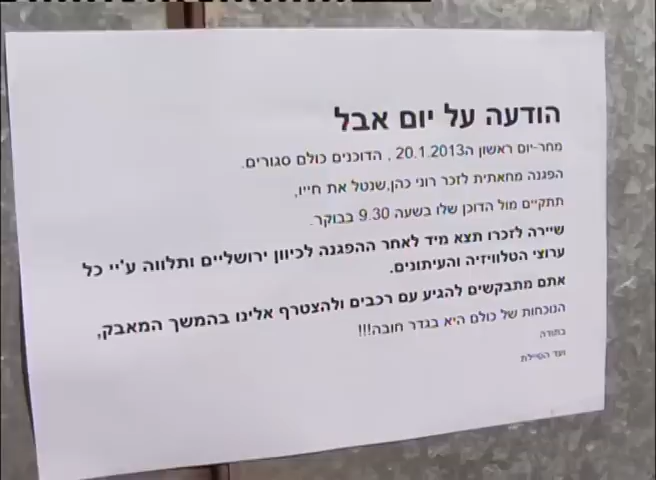 הודעה על יום אבל
מחר-יום ראשון ה20.1.2013 , הדוכנים כולם סגורים.
הפגנה מחאתית לזכר רוני כהן,שנטל את חייו,
תתקיים מול הדוכן שלו בשעה 9.30 בבוקר.
שיירה לזכרו תצא מיד לאחר ההפגנה לכיוון ירושליים ותלווה ע'יי כל
ערוצי הטלוויזיה והעיתונים.
אתם מתבקשים להגיע עם רכבים ולהצטרף אלינו בהמשך המאבק,
הנוכחות של כולם היא בגדר חובה!!!
בתודה
ועד הטיילת